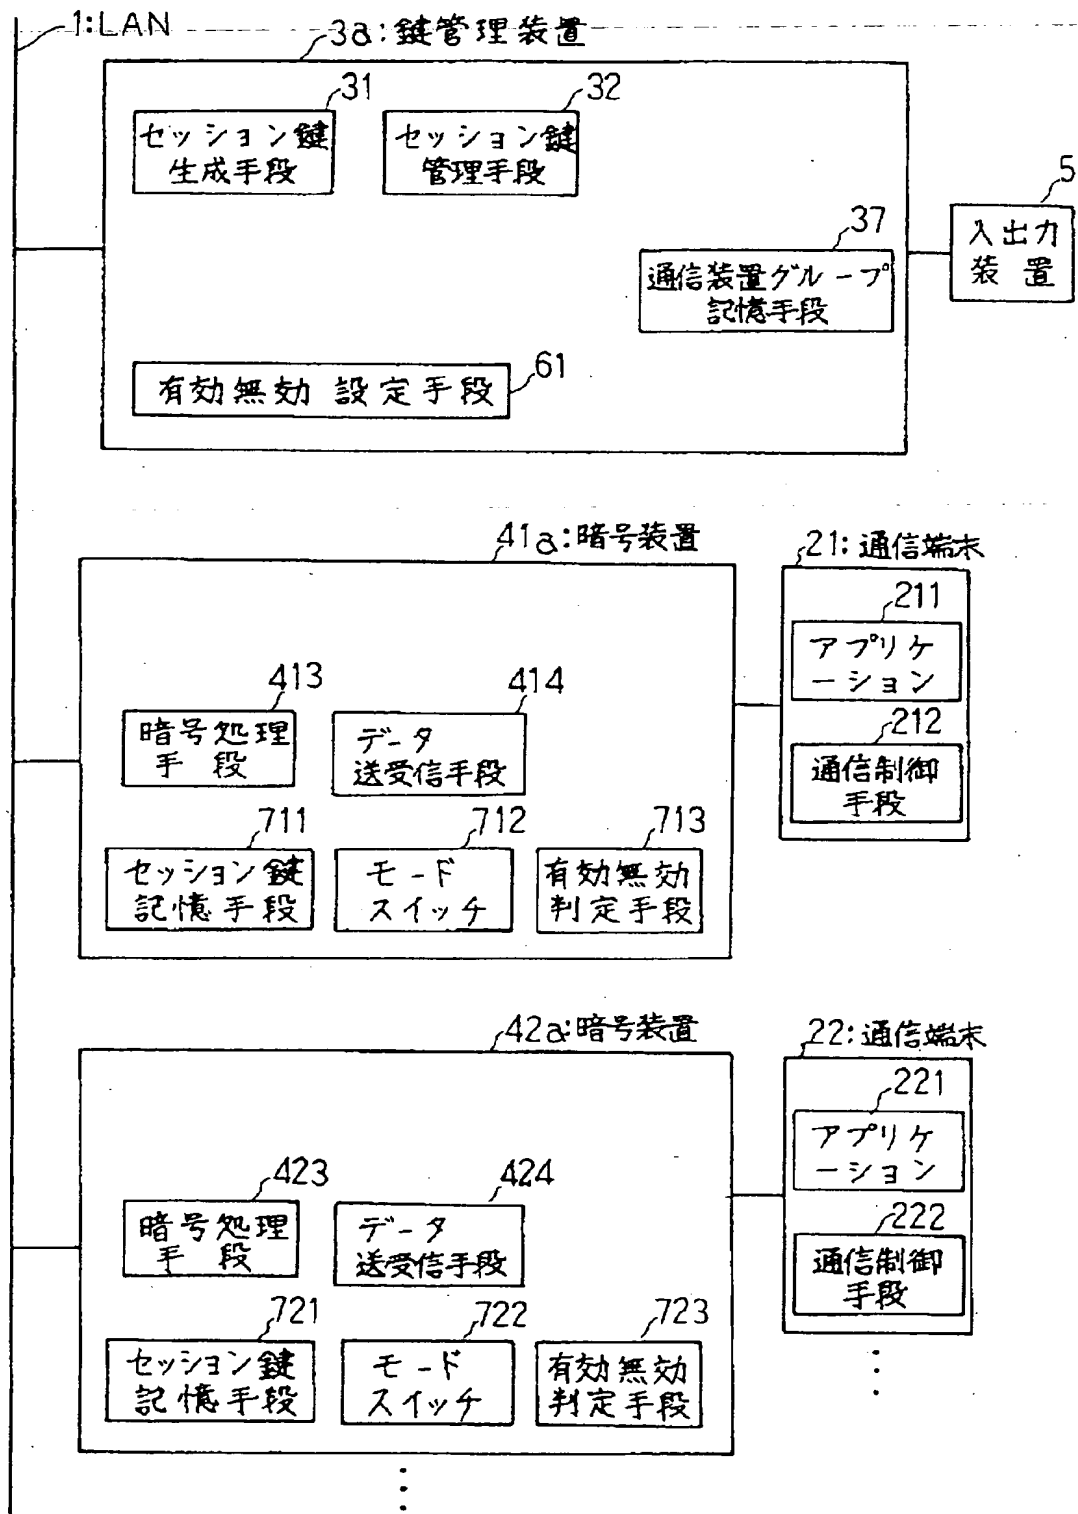 1:LAN
3a:鍵管理装置
31
セッション鍵
生成手段
32
セッション鍵
管理手段
37
通信装置グループ
記憶手段
5
入出力
装置
61
有効無効設定手段
41a:暗号装置
413
暗号処理
手段
414
データ
送受信手段
711
セッション鍵
記憶手段
712
モード
スイッチ
713
有効無効
判定手段
21:通信端末
211
アプリケ
ーション
212
通信制御
手段
42a:暗号装置
423
暗号処理
手段
424
データ
送受信手段
721
セッション鍵
記憶手段
722
モード
スイッチ
723
有効無効
判定手段
22:通信端末
221
アプリケ
ーション
222
通信制御
手段